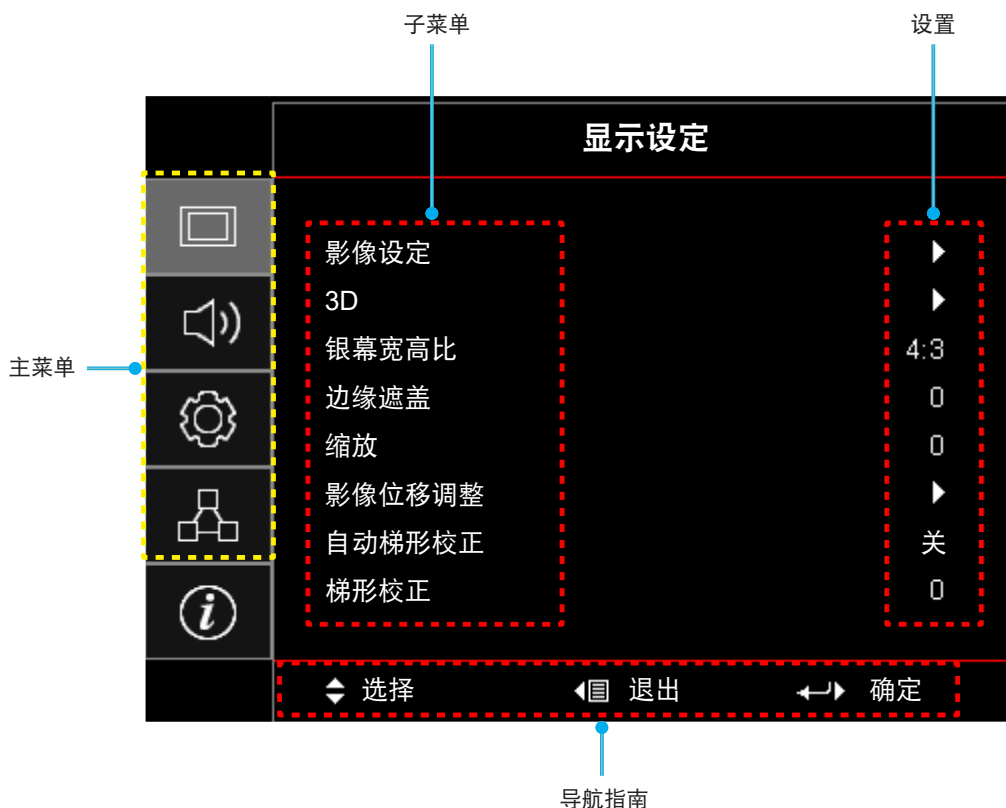 子菜单
设置
显示设定
影像设定
3D
银幕宽高比 4:3
边缘遮盖 0
缩放 0
影像位移调整
自动梯形校正 关
梯形校正 0
主菜单
i
选择 退出 确定
导航指南